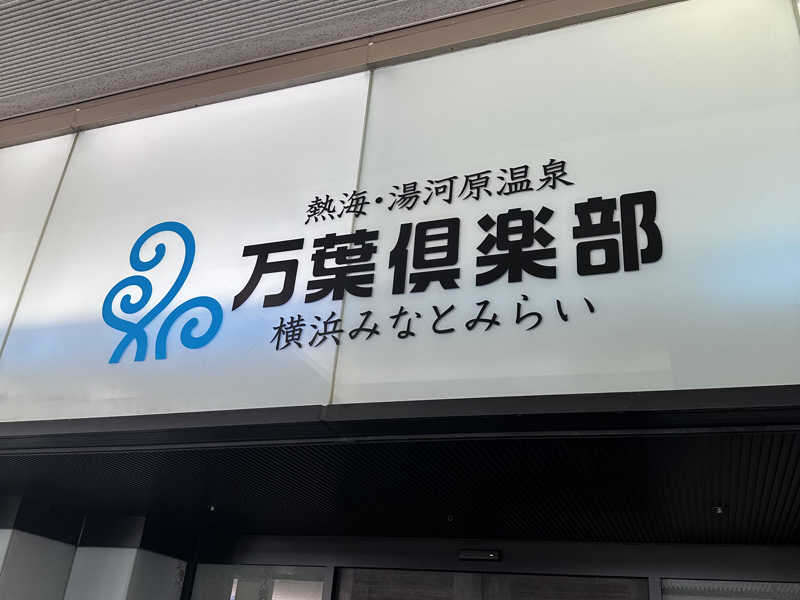 熱海・湯河原温泉
万葉倶楽部
横浜みなとみらい